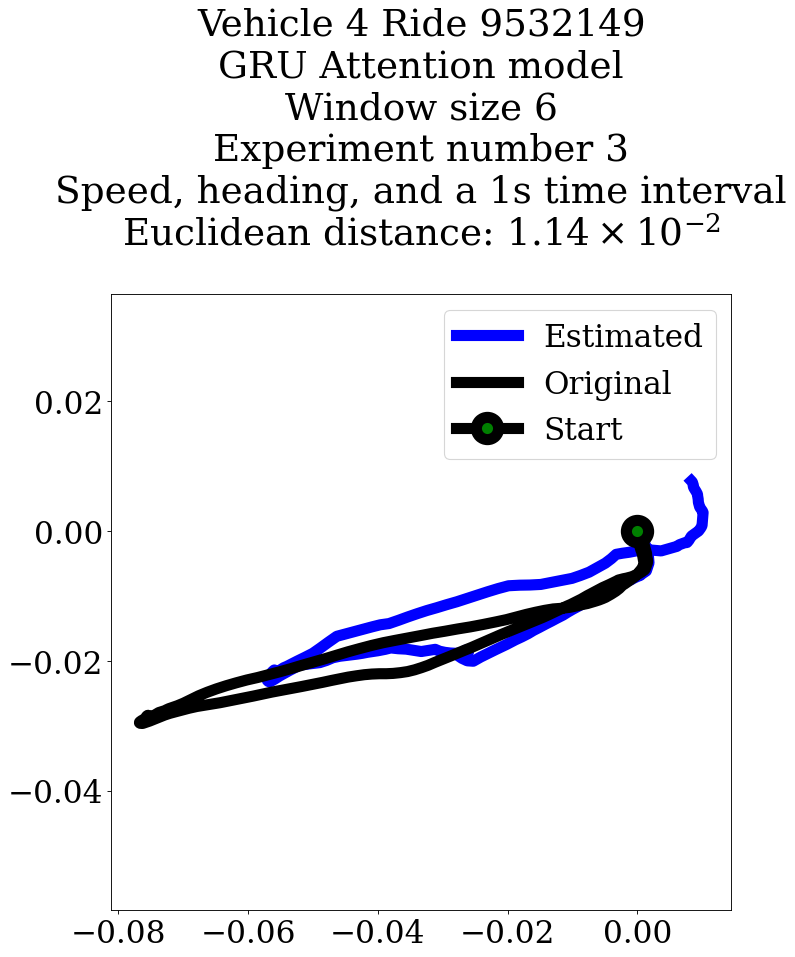 Vehicle 4 Ride 9532149
GRU Attention model
Window size 6
Experiment number 3
Speed, heading, and a 1s time interval
Euclidean distance: 1.14 × 10⁻²
Estimated
Original
Start
0.02
0.00
−0.02
−0.04
−0.08 −0.06 −0.04 −0.02 0.00